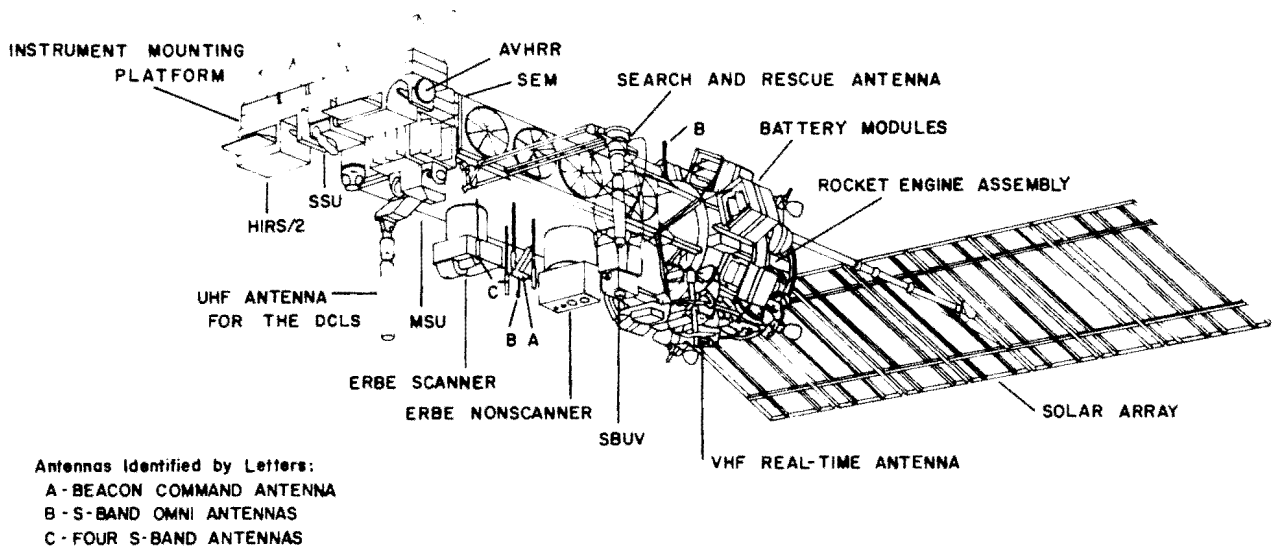 INSTRUMENT MOUNTING
PLATFORM
AVHRR
SEM
SEARCH AND RESCUE ANTENNA
B
BATTERY MODULES
ROCKET ENGINE ASSEMBLY
SSU
HIRS/2
UHF ANTENNA
FOR THE DCLS
MSU
C
B A
ERBE SCANNER
ERBE NONSCANNER
SBUV
SOLAR ARRAY
VHF REAL-TIME ANTENNA
Antennas Identified by Letters:
A - BEACON COMMAND ANTENNA
B - S-BAND OMNI ANTENNAS
C - FOUR S-BAND ANTENNAS